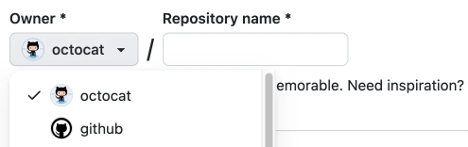 Owner * Repository name *
octocat /
octocat emorable. Need inspiration?
github